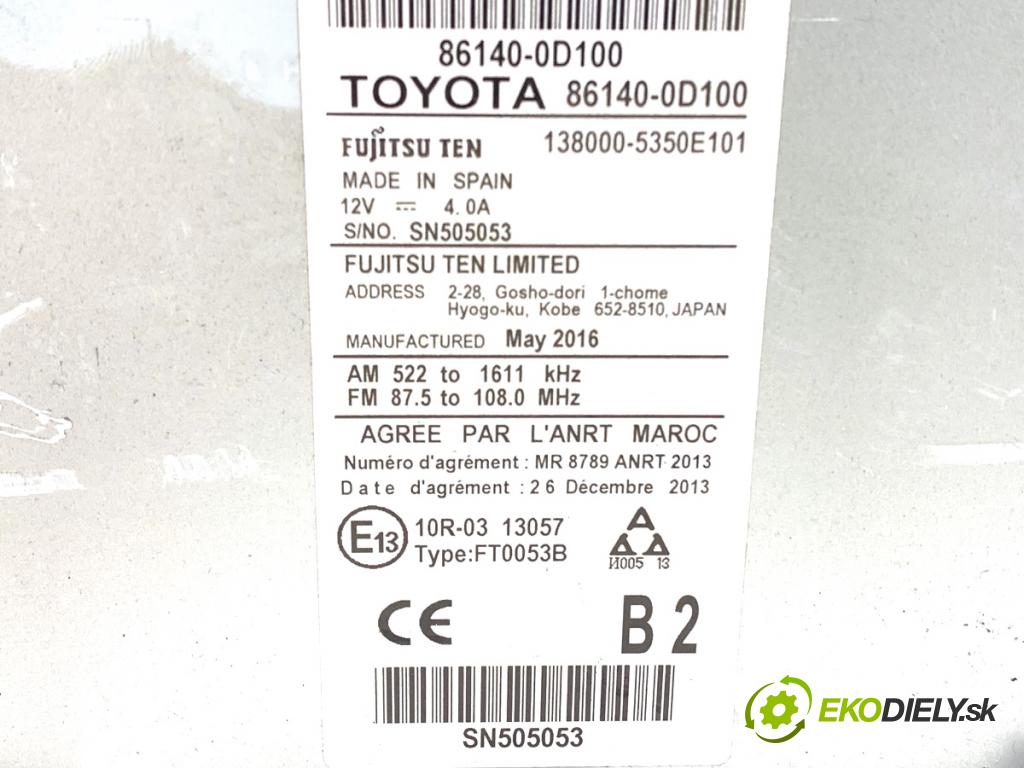 86140-0D100
TOYOTA 86140-0D100
FUJITSU TEN 138000-5350E101
MADE IN SPAIN
12V ⎓ 4.0A
S/NO. SN505053
FUJITSU TEN LIMITED
ADDRESS 2-28, Gosho-dori 1-chome
Hyogo-ku, Kobe 652-8510, JAPAN
MANUFACTURED May 2016
AM 522 to 1611 kHz
FM 87.5 to 108.0 MHz
AGREE PAR L'ANRT MAROC
Numéro d'agrément : MR 8789 ANRT 2013
Date d'agrément : 26 Décembre 2013
E13 10R-03 13057
Type:FT0053B
И005 13
CE B 2
SN505053
EKODIELY.sk